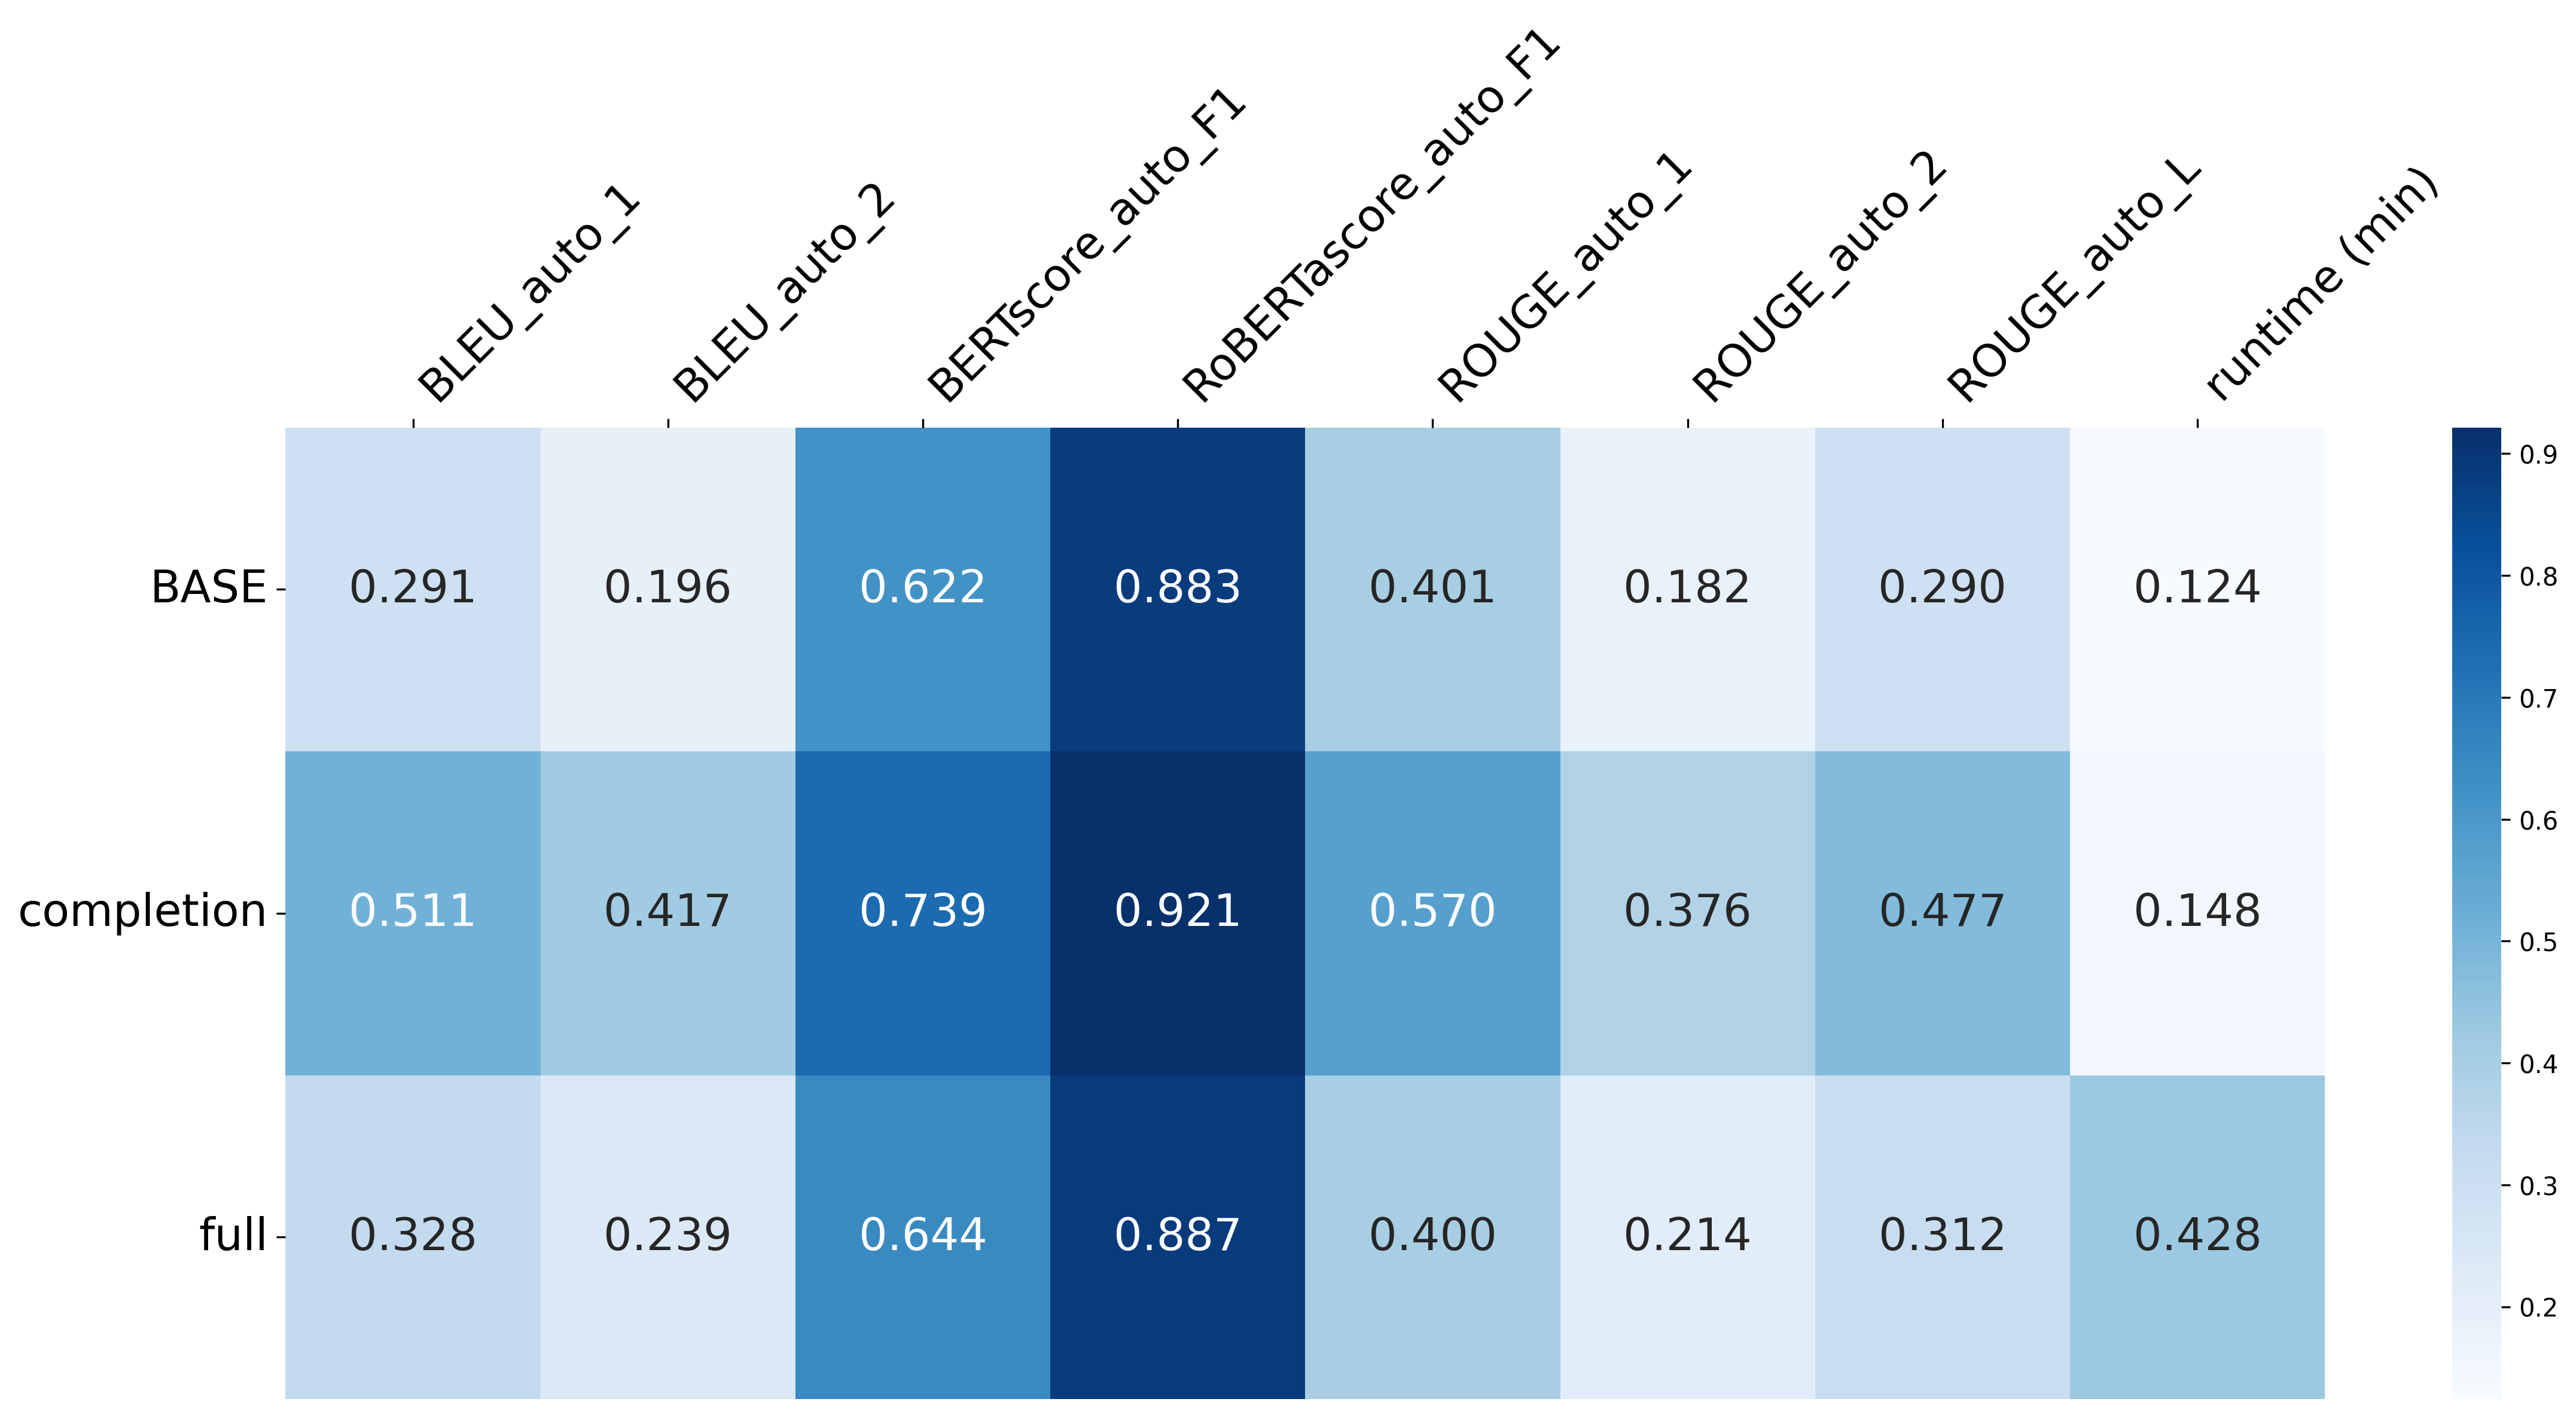 BLEU_auto_1
BLEU_auto_2
BERTscore_auto_F1
RoBERTascore_auto_F1
ROUGE_auto_1
ROUGE_auto_2
ROUGE_auto_L
runtime (min)
BASE 0.291 0.196 0.622 0.883 0.401 0.182 0.290 0.124
completion 0.511 0.417 0.739 0.921 0.570 0.376 0.477 0.148
full 0.328 0.239 0.644 0.887 0.400 0.214 0.312 0.428
0.9
0.8
0.7
0.6
0.5
0.4
0.3
0.2